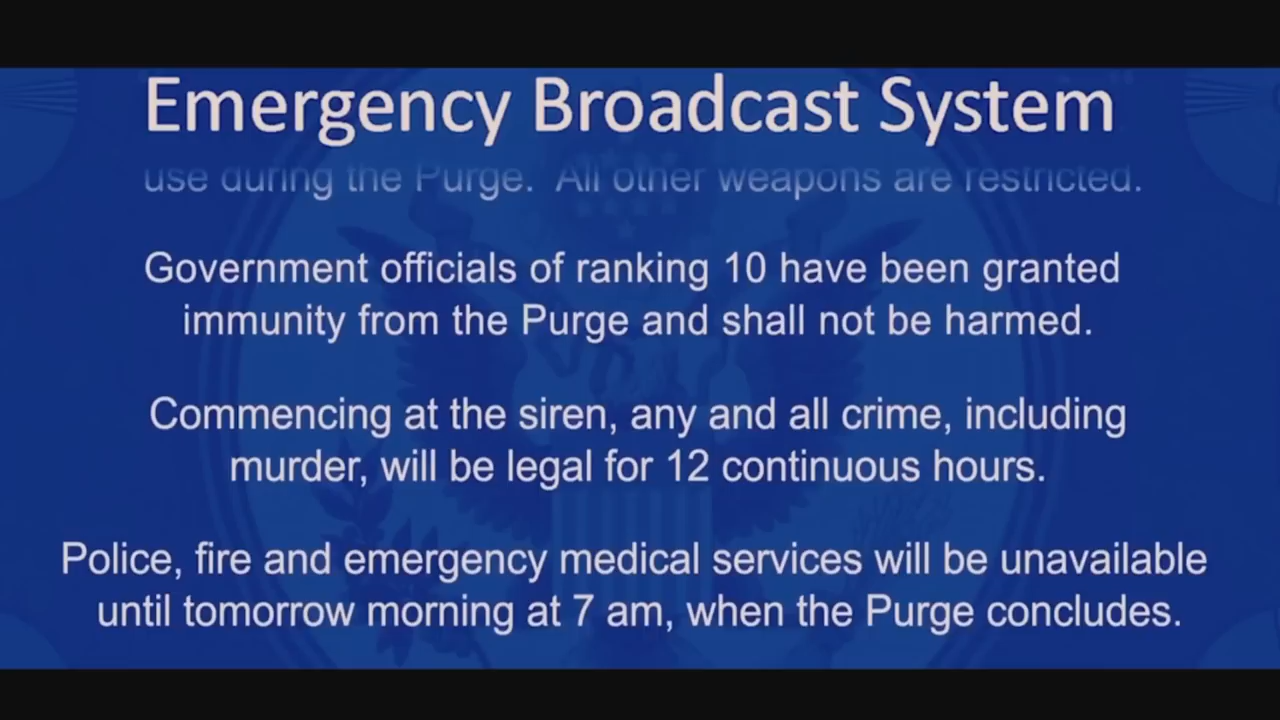 Emergency Broadcast System
use during the Purge. All other weapons are restricted.
Government officials of ranking 10 have been granted
immunity from the Purge and shall not be harmed.
Commencing at the siren, any and all crime, including
murder, will be legal for 12 continuous hours.
Police, fire and emergency medical services will be unavailable
until tomorrow morning at 7 am, when the Purge concludes.